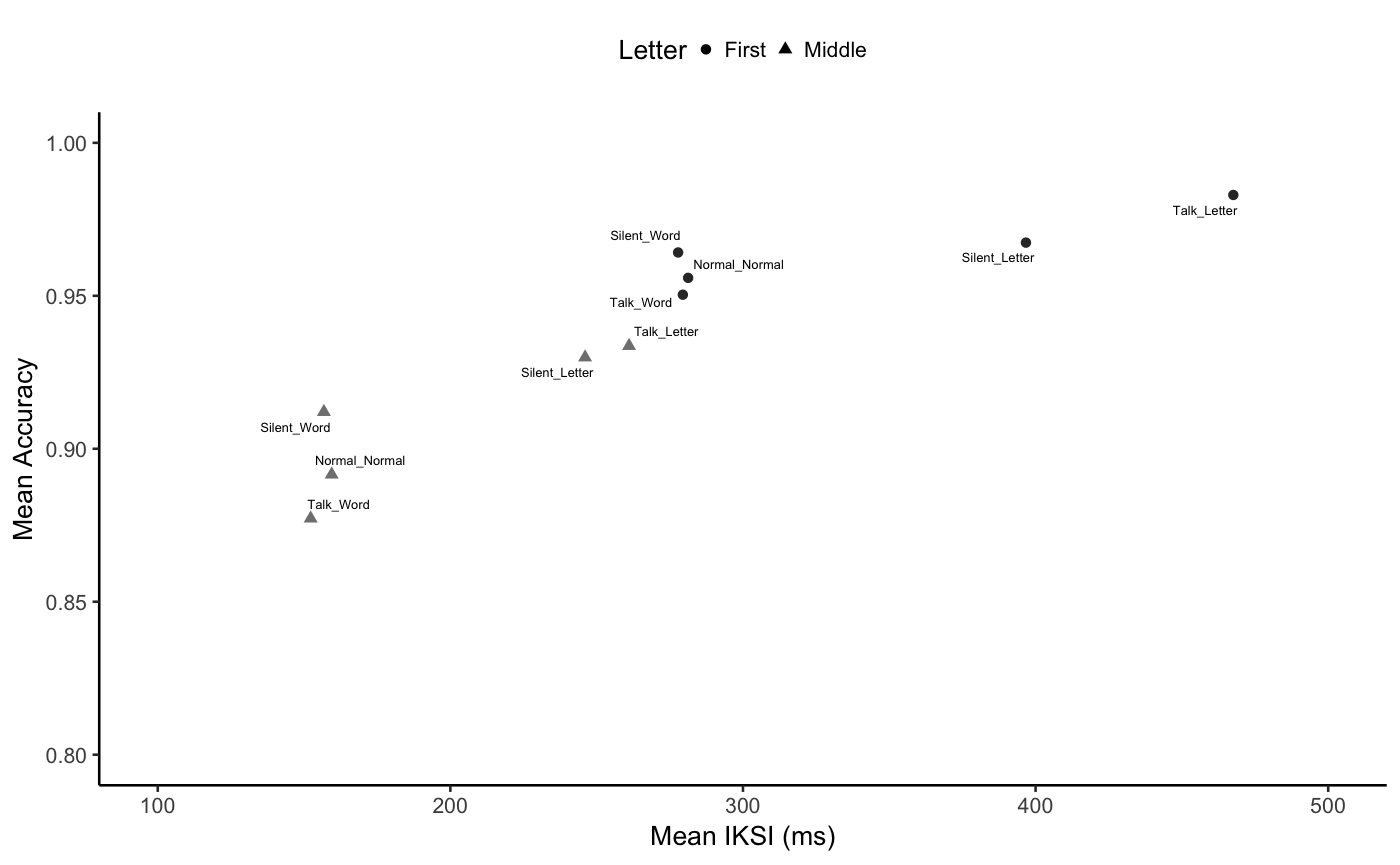 Letter First Middle
1.00
0.95
0.90
0.85
0.80
Mean Accuracy
Talk_Letter
Silent_Word
Silent_Letter
Normal_Normal
Talk_Word
Talk_Letter
Silent_Letter
Silent_Word
Normal_Normal
Talk_Word
100 200 300 400 500
Mean IKSI (ms)